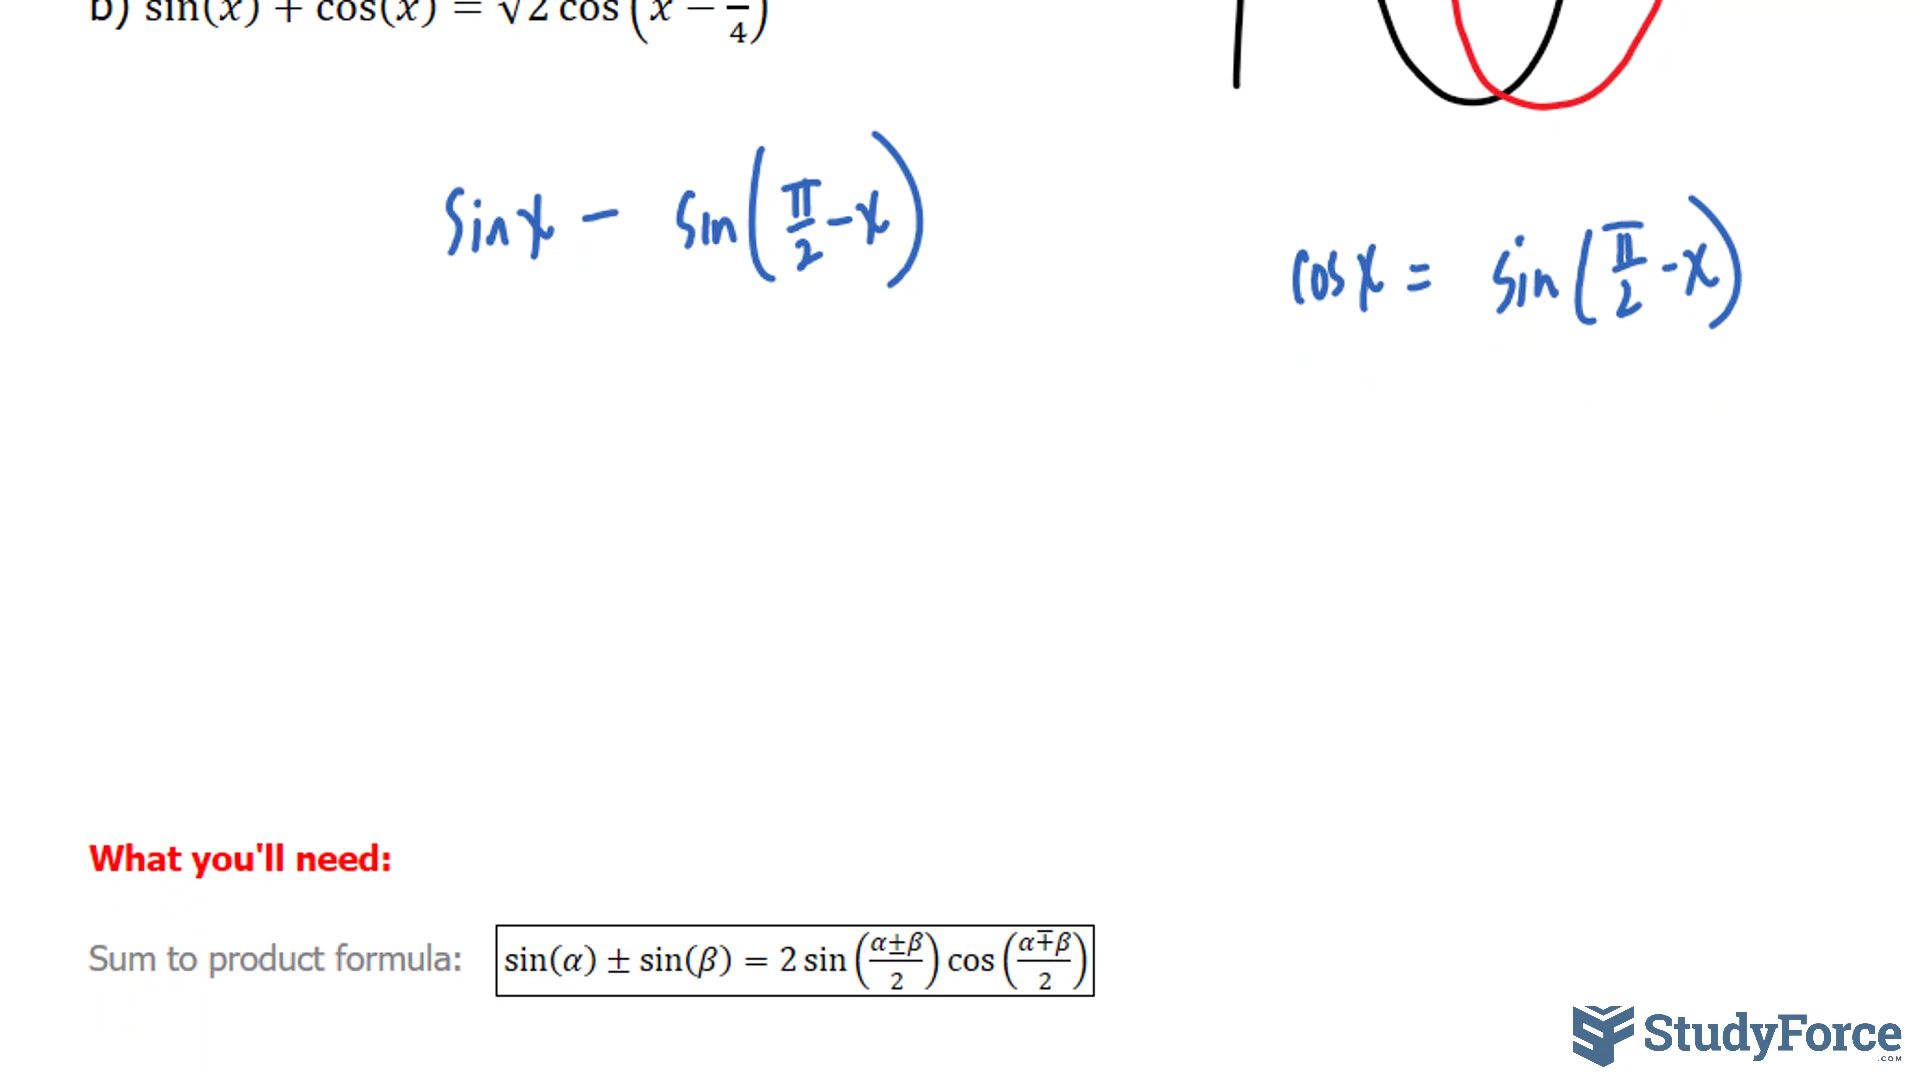 b) sin(x) + cos(x) = √2 cos (x − –/4)
sin x − sin(π/2 − x)
cos x = sin(π/2 − x)
What you'll need:
Sum to product formula: sin(α) ± sin(β) = 2 sin((α±β)/2) cos((α∓β)/2)
StudyForce
.COM